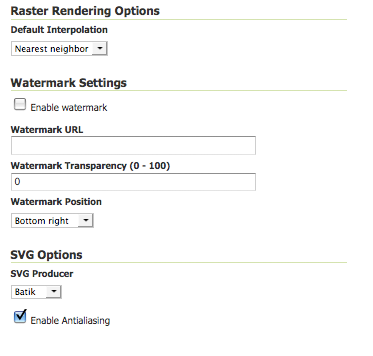 Raster Rendering Options
Default Interpolation
Nearest neighbor
Watermark Settings
Enable watermark
Watermark URL
Watermark Transparency (0 - 100)
0
Watermark Position
Bottom right
SVG Options
SVG Producer
Batik
Enable Antialiasing